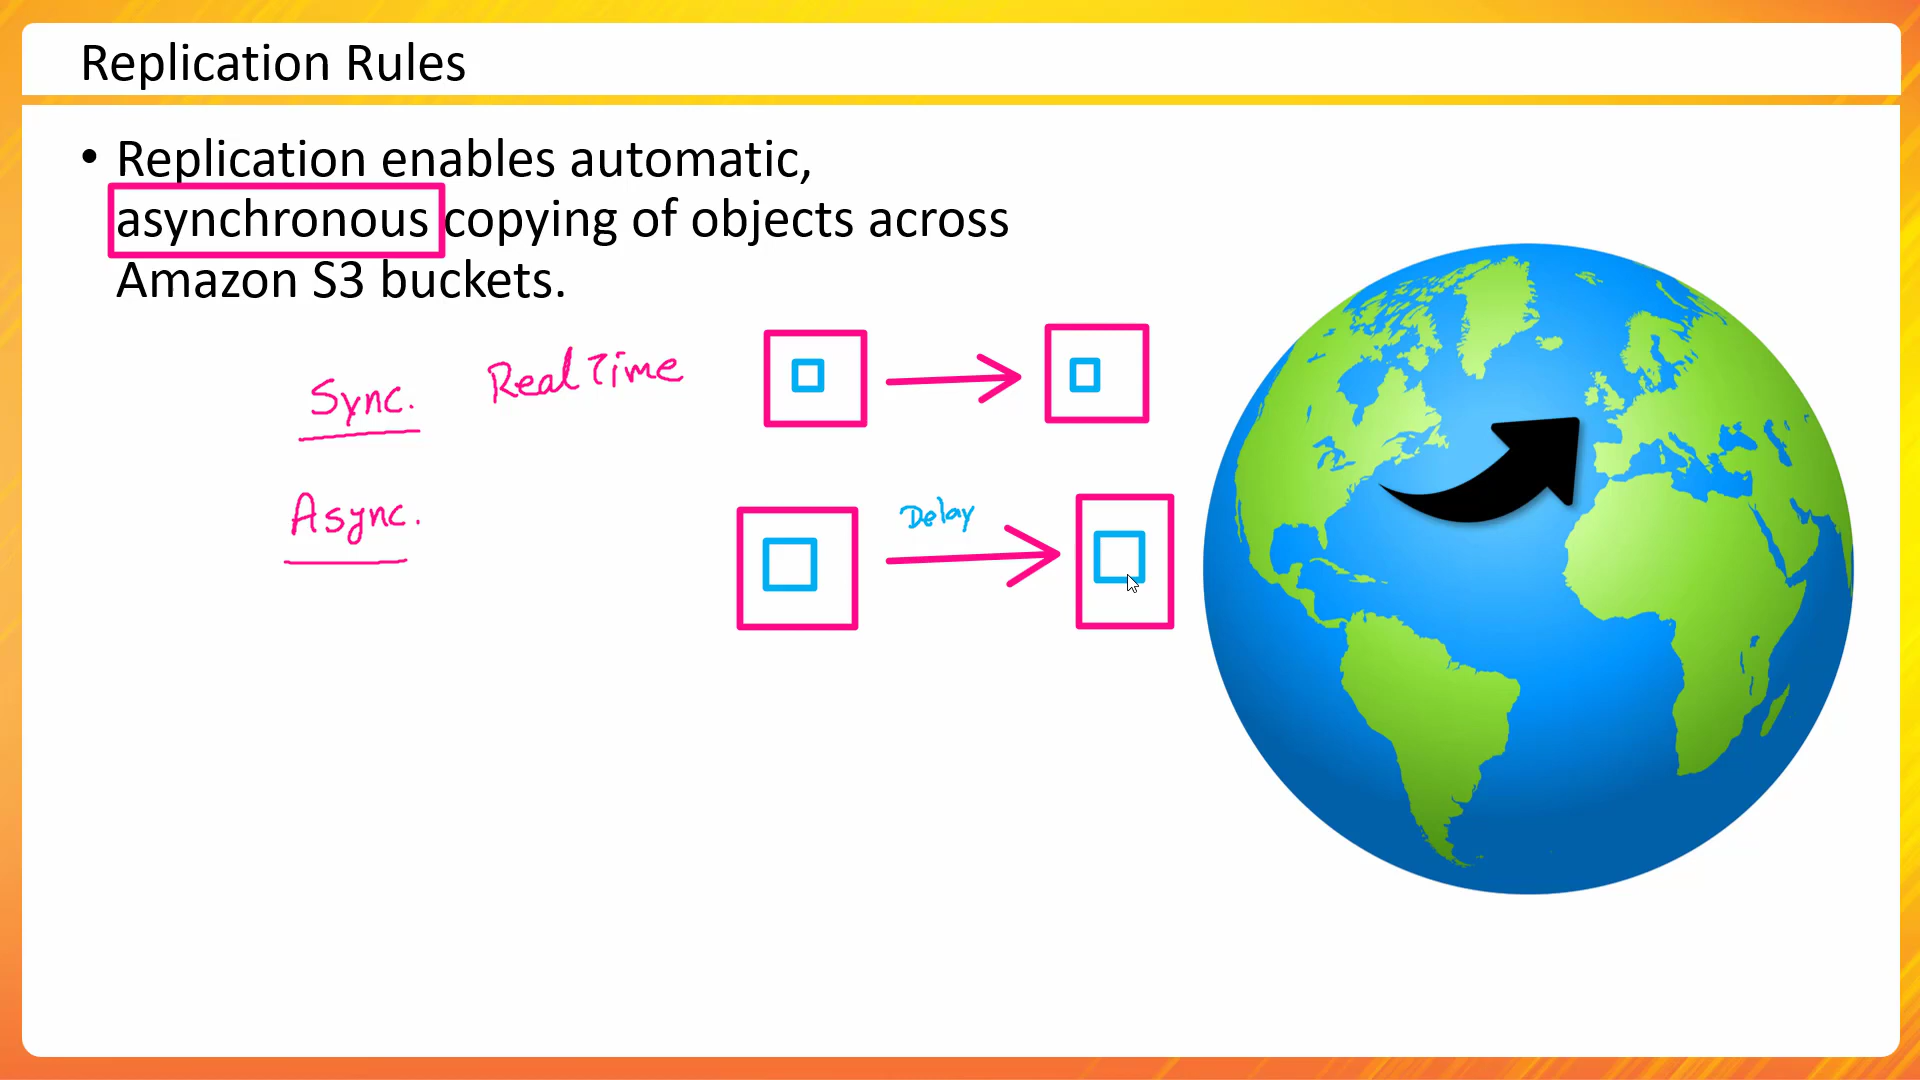 Replication Rules
• Replication enables automatic,
asynchronous copying of objects across
Amazon S3 buckets.
Sync. Real Time
Async. Delay